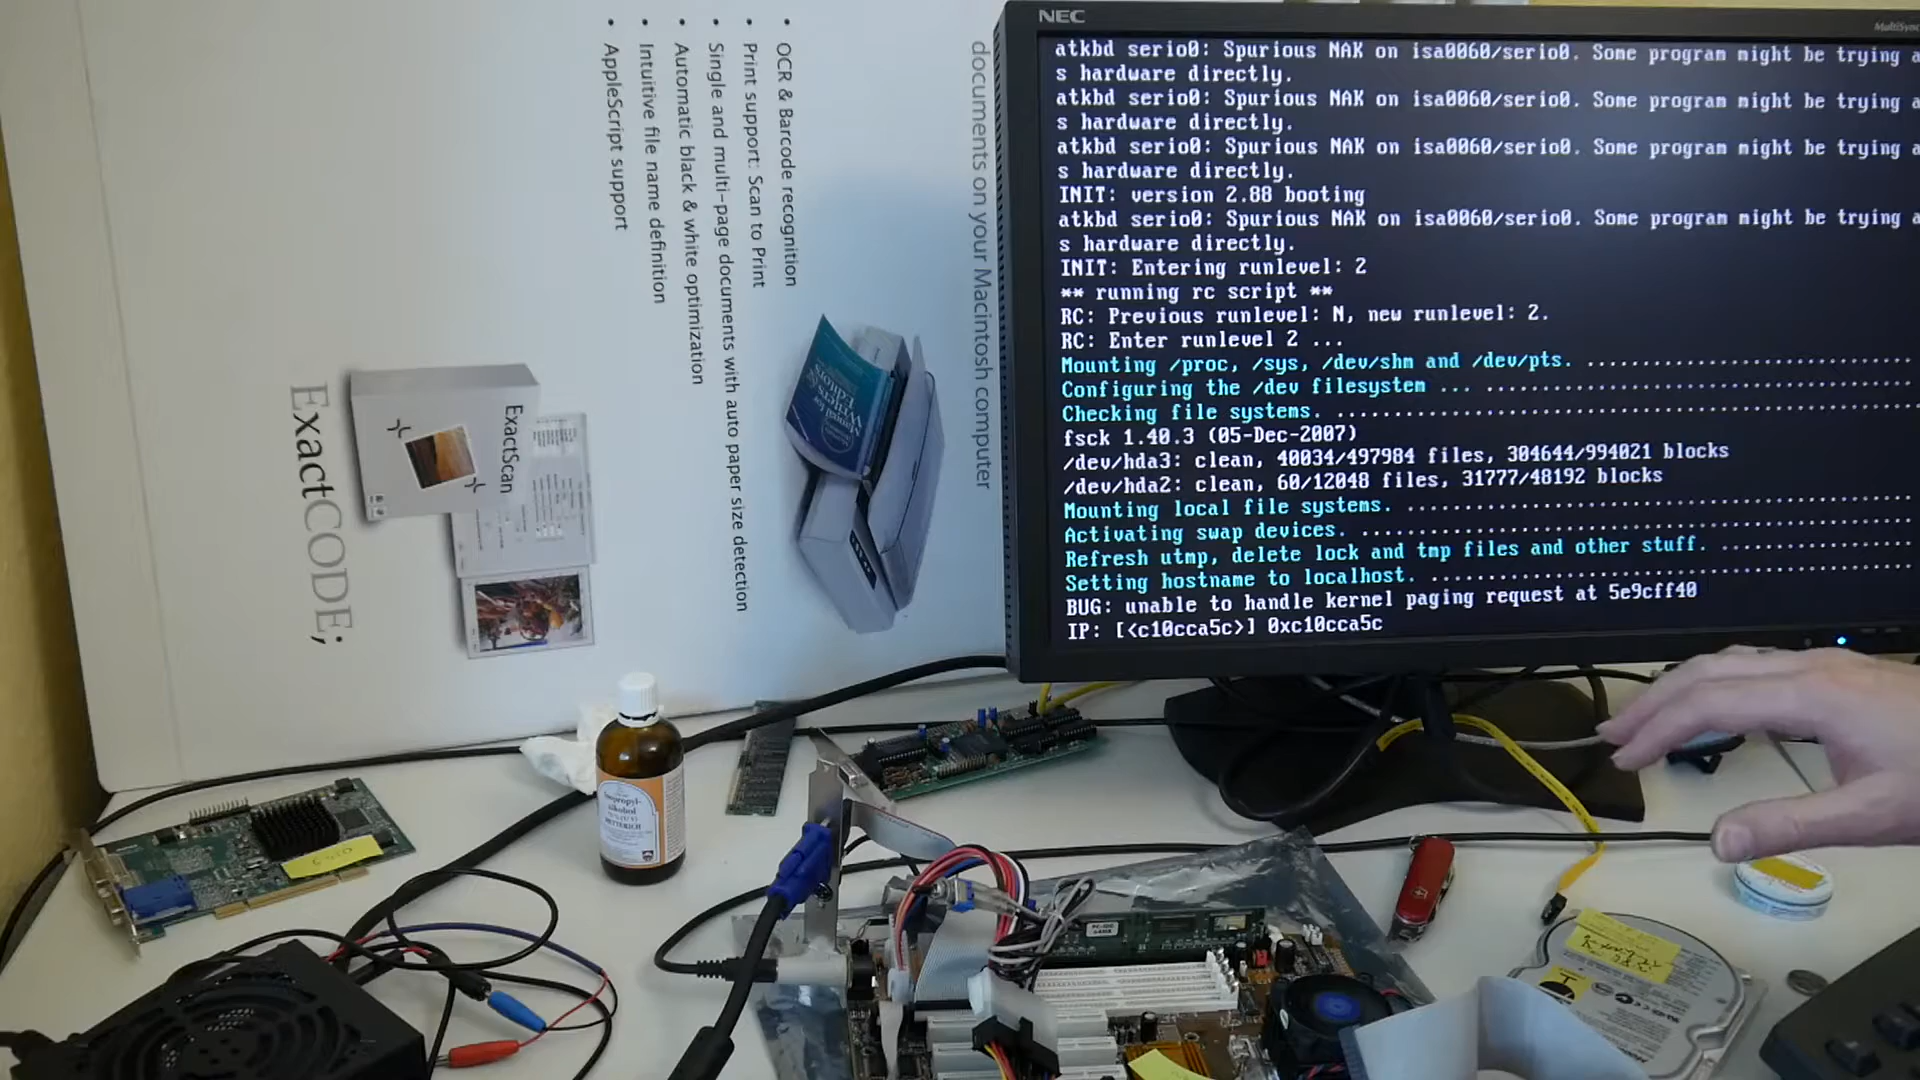 documents on your Macintosh computer
• OCR & Barcode recognition
• Print support: Scan to Print
• Single and multi-page documents with auto paper size detection
• Automatic black & white optimization
• Intuitive file name definition
• AppleScript support
ExactScan
ExactCODE;
Manual for
Writers &
Editors
NEC
MultiSync
atkbd serio0: Spurious NAK on isa0060/serio0. Some program might be trying a
s hardware directly.
atkbd serio0: Spurious NAK on isa0060/serio0. Some program might be trying a
s hardware directly.
atkbd serio0: Spurious NAK on isa0060/serio0. Some program might be trying a
s hardware directly.
INIT: version 2.88 booting
atkbd serio0: Spurious NAK on isa0060/serio0. Some program might be trying a
s hardware directly.
INIT: Entering runlevel: 2
** running rc script **
RC: Previous runlevel: N, new runlevel: 2.
RC: Enter runlevel 2 ...
Mounting /proc, /sys, /dev/shm and /dev/pts. ........................................
Configuring the /dev filesystem ... ....................................................
Checking file systems. .......................................................................
fsck 1.40.3 (05-Dec-2007)
/dev/hda3: clean, 40034/497984 files, 304644/994021 blocks
/dev/hda2: clean, 60/12048 files, 31777/48192 blocks
Mounting local file systems. ...............................................................
Activating swap devices. .....................................................................
Refresh utmp, delete lock and tmp files and other stuff. .......................
Setting hostname to localhost. ............................................................
BUG: unable to handle kernel paging request at 5e9cff40
IP: [<c10cca5c>] 0xc10cca5c
Isopropyl-
alkohol